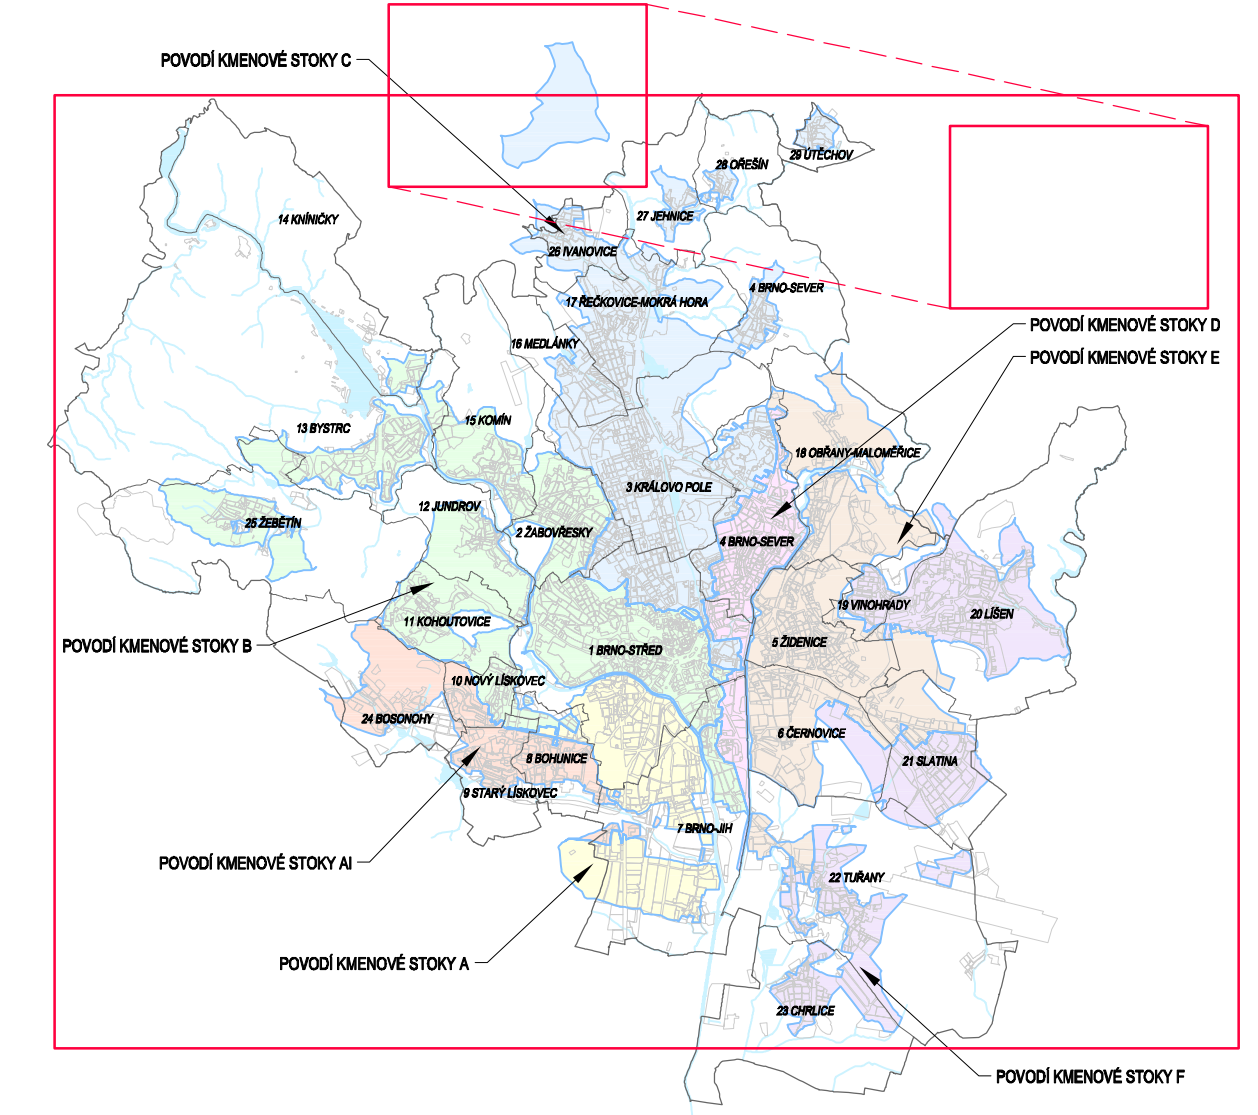 POVODÍ KMENOVÉ STOKY C
29 ÚTĚCHOV
28 OŘEŠÍN
27 JEHNICE
14 KNÍNIČKY
26 IVANOVICE
4 BRNO-SEVER
17 ŘEČKOVICE-MOKRÁ HORA
POVODÍ KMENOVÉ STOKY D
16 MEDLÁNKY
POVODÍ KMENOVÉ STOKY E
15 KOMÍN
13 BYSTRC
18 OBŘANY-MALOMĚŘICE
3 KRÁLOVO POLE
12 JUNDROV
25 ŽEBĚTÍN
2 ŽABOVŘESKY
4 BRNO-SEVER
19 VINOHRADY
20 LÍŠEN
11 KOHOUTOVICE
5 ŽIDENICE
POVODÍ KMENOVÉ STOKY B
1 BRNO-STŘED
10 NOVÝ LÍSKOVEC
24 BOSONOHY
6 ČERNOVICE
8 BOHUNICE
21 SLATINA
9 STARÝ LÍSKOVEC
7 BRNO-JIH
POVODÍ KMENOVÉ STOKY AI
22 TUŘANY
POVODÍ KMENOVÉ STOKY A
23 CHRLICE
POVODÍ KMENOVÉ STOKY F